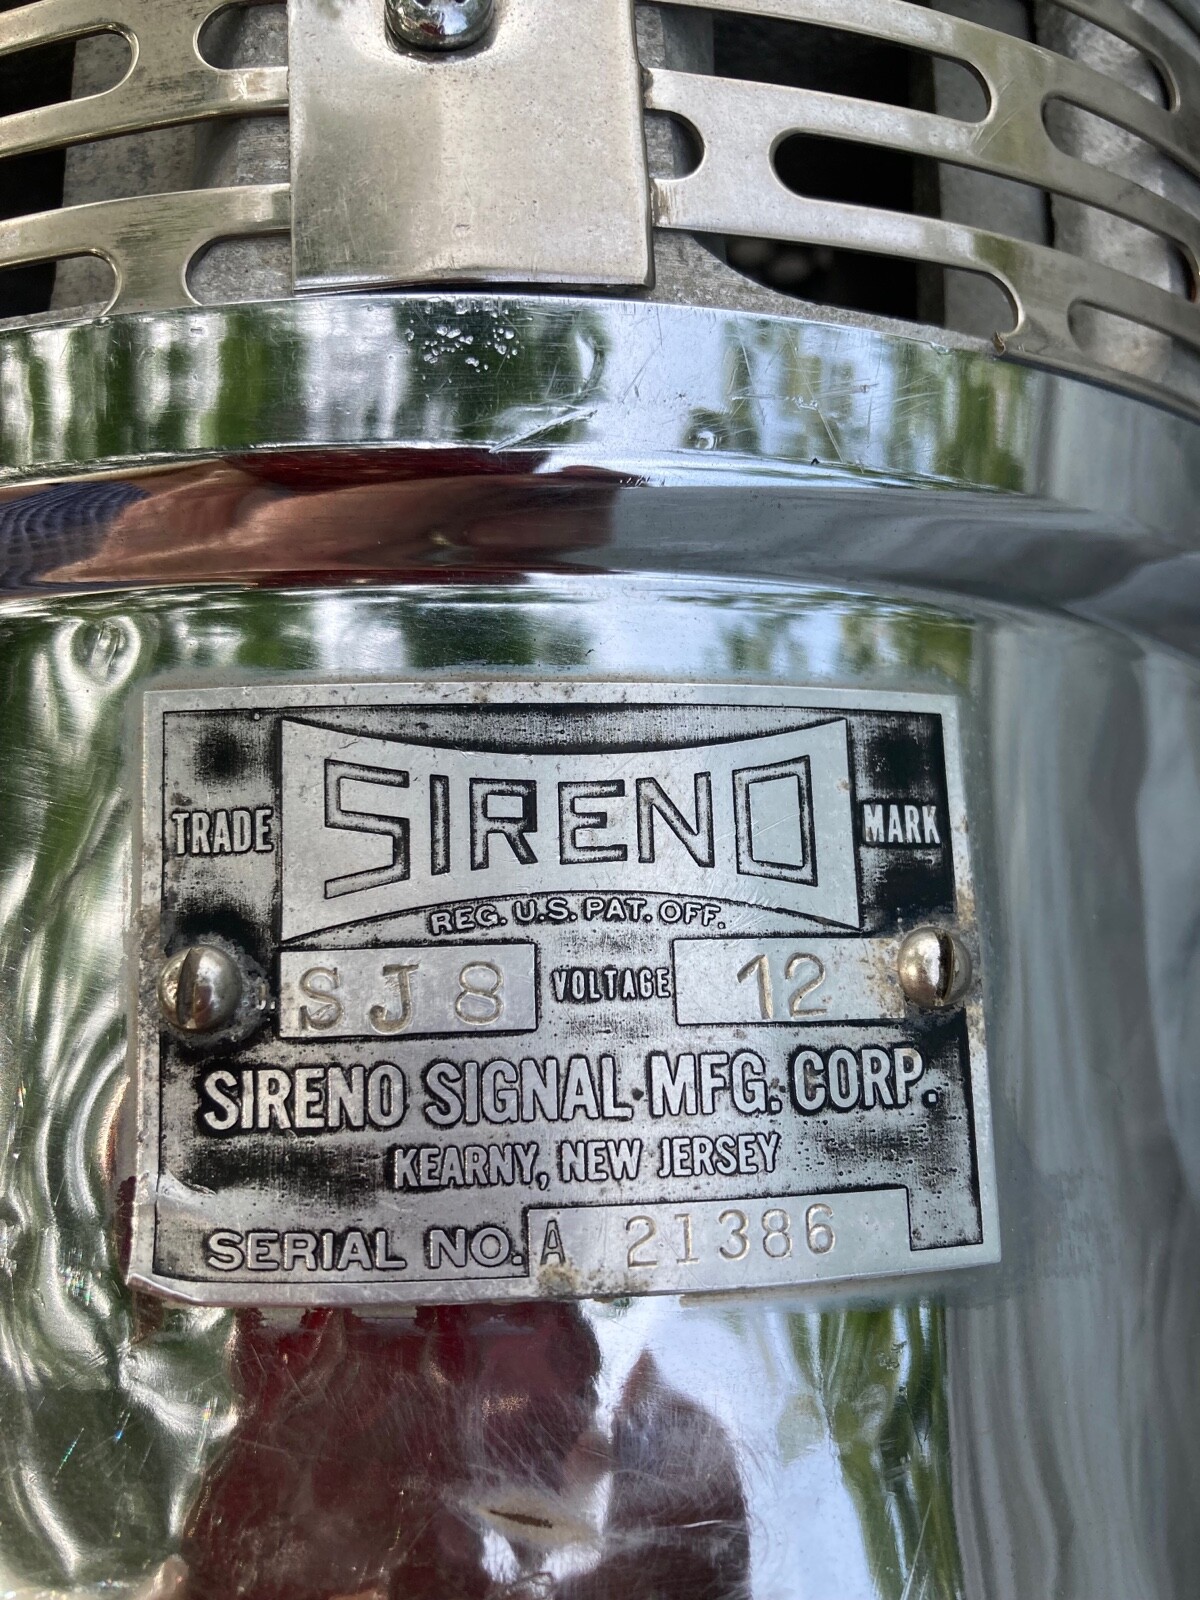 TRADE SIRENO MARK
REG. U.S. PAT. OFF.
SJ8 VOLTAGE 12
SIRENO SIGNAL MFG. CORP.
KEARNY, NEW JERSEY
SERIAL NO. A 21386